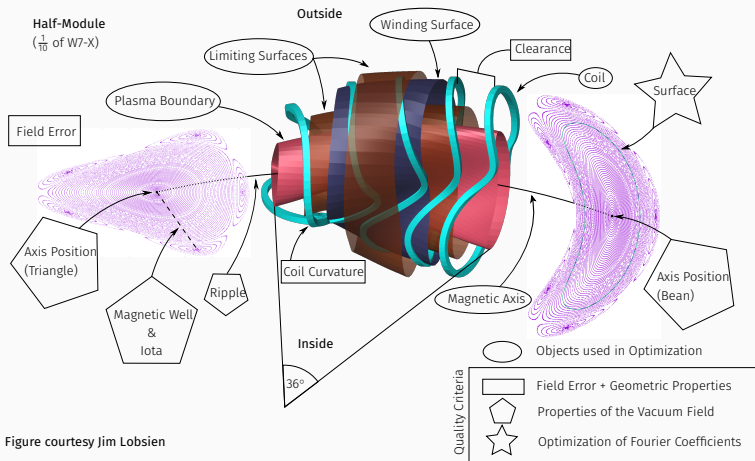 Half-Module
(1/10 of W7-X)
Outside
Winding Surface
Limiting Surfaces
Clearance
Coil
Surface
Plasma Boundary
Field Error
Axis Position
(Triangle)
Ripple
Coil Curvature
Magnetic Well
&
Iota
Magnetic Axis
Axis Position
(Bean)
Inside
36°
Objects used in Optimization
Quality Criteria
Field Error + Geometric Properties
Properties of the Vacuum Field
Optimization of Fourier Coefficients
Figure courtesy Jim Lobsien